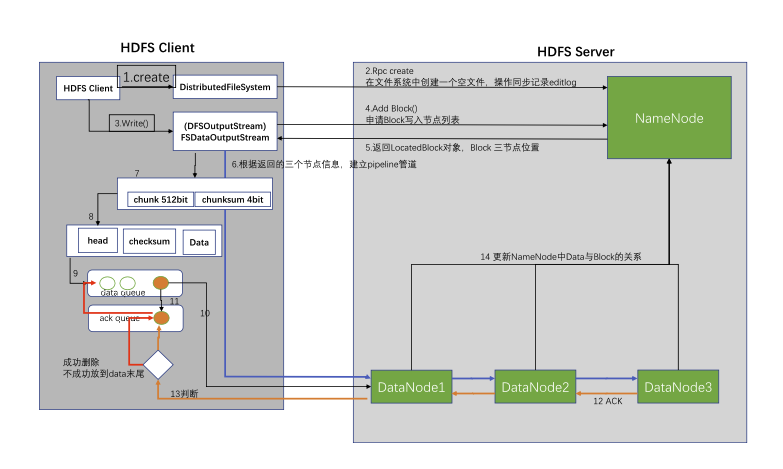 HDFS Client
HDFS Server
1.create
HDFS Client
DistributedFileSystem
2.Rpc create
在文件系统中创建一个空文件，操作同步记录editlog
NameNode
3.Write()
(DFSOutputStream)
FSDataOutputStream
4.Add Block()
申请Block写入节点列表
5.返回LocatedBlock对象，Block 三节点位置
6.根据返回的三个节点信息，建立pipeline管道
7
chunk 512bit
chunksum 4bit
8
head
checksum
Data
14 更新NameNode中Data与Block的关系
9
data queue
11
10
ack queue
成功删除
不成功放到data末尾
13判断
DataNode1
DataNode2
DataNode3
12 ACK